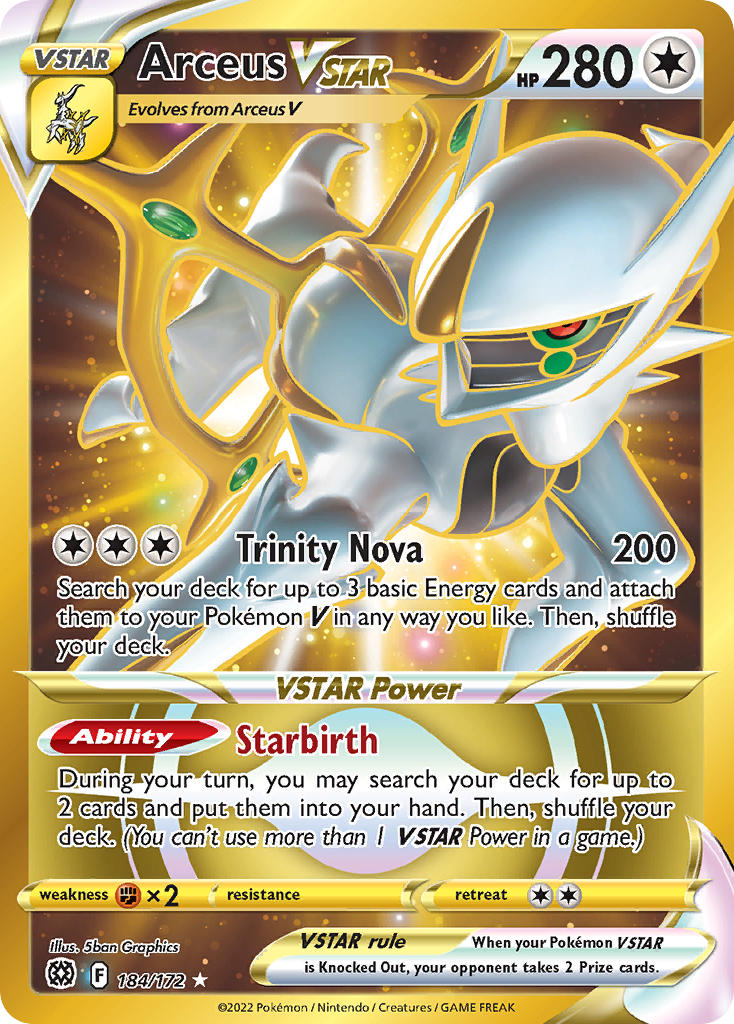 VSTAR Arceus VSTAR HP 280
Evolves from Arceus V
Trinity Nova 200
Search your deck for up to 3 basic Energy cards and attach
them to your Pokémon V in any way you like. Then, shuffle
your deck.
VSTAR Power
Ability Starbirth
During your turn, you may search your deck for up to
2 cards and put them into your hand. Then, shuffle your
deck. (You can't use more than 1 VSTAR Power in a game.)
weakness ×2 resistance retreat
Illus. 5ban Graphics
VSTAR rule When your Pokémon VSTAR
is Knocked Out, your opponent takes 2 Prize cards.
F 184/172 ★
©2022 Pokémon / Nintendo / Creatures / GAME FREAK